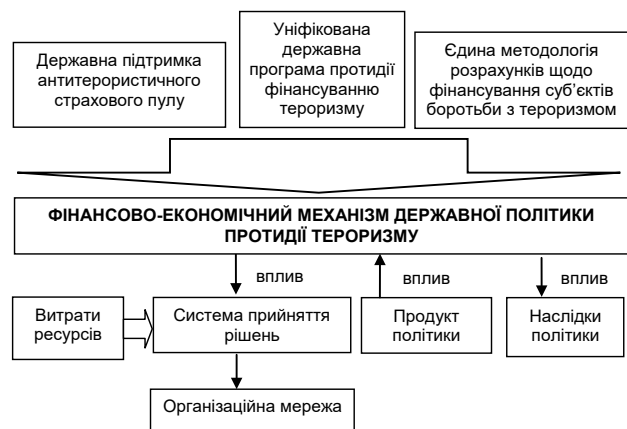 Державна підтримка
антитерористичного
страхового пулу
Уніфікована
державна
програма протидії
фінансуванню
тероризму
Єдина методологія
розрахунків щодо
фінансування суб’єктів
боротьби з тероризмом
ФІНАНСОВО-ЕКОНОМІЧНИЙ МЕХАНІЗМ ДЕРЖАВНОЇ ПОЛІТИКИ
ПРОТИДІЇ ТЕРОРИЗМУ
вплив
вплив
вплив
Витрати
ресурсів
Система прийняття
рішень
Продукт
політики
Наслідки
політики
Організаційна мережа